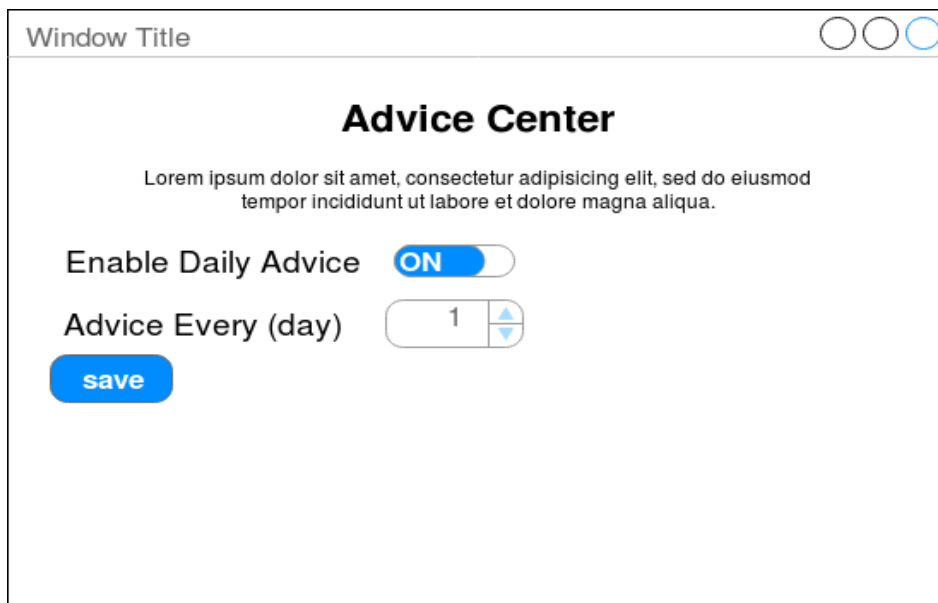 Window Title
Advice Center
Lorem ipsum dolor sit amet, consectetur adipisicing elit, sed do eiusmod
tempor incididunt ut labore et dolore magna aliqua.
Enable Daily Advice ON
Advice Every (day) 1
save